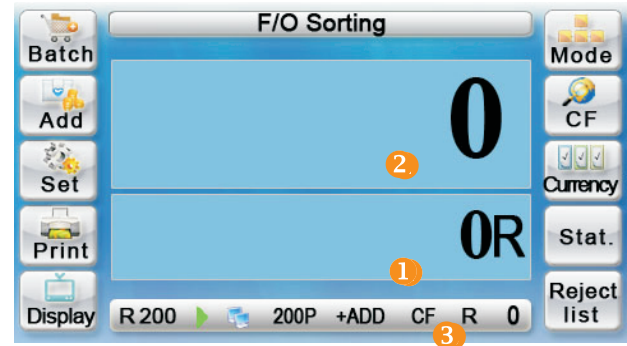 F/O Sorting
Batch
Add
Set
Print
Display
0
2.
0R
1
R 200 200P +ADD CF R 0
3
Mode
CF
Currency
Stat.
Reject
list